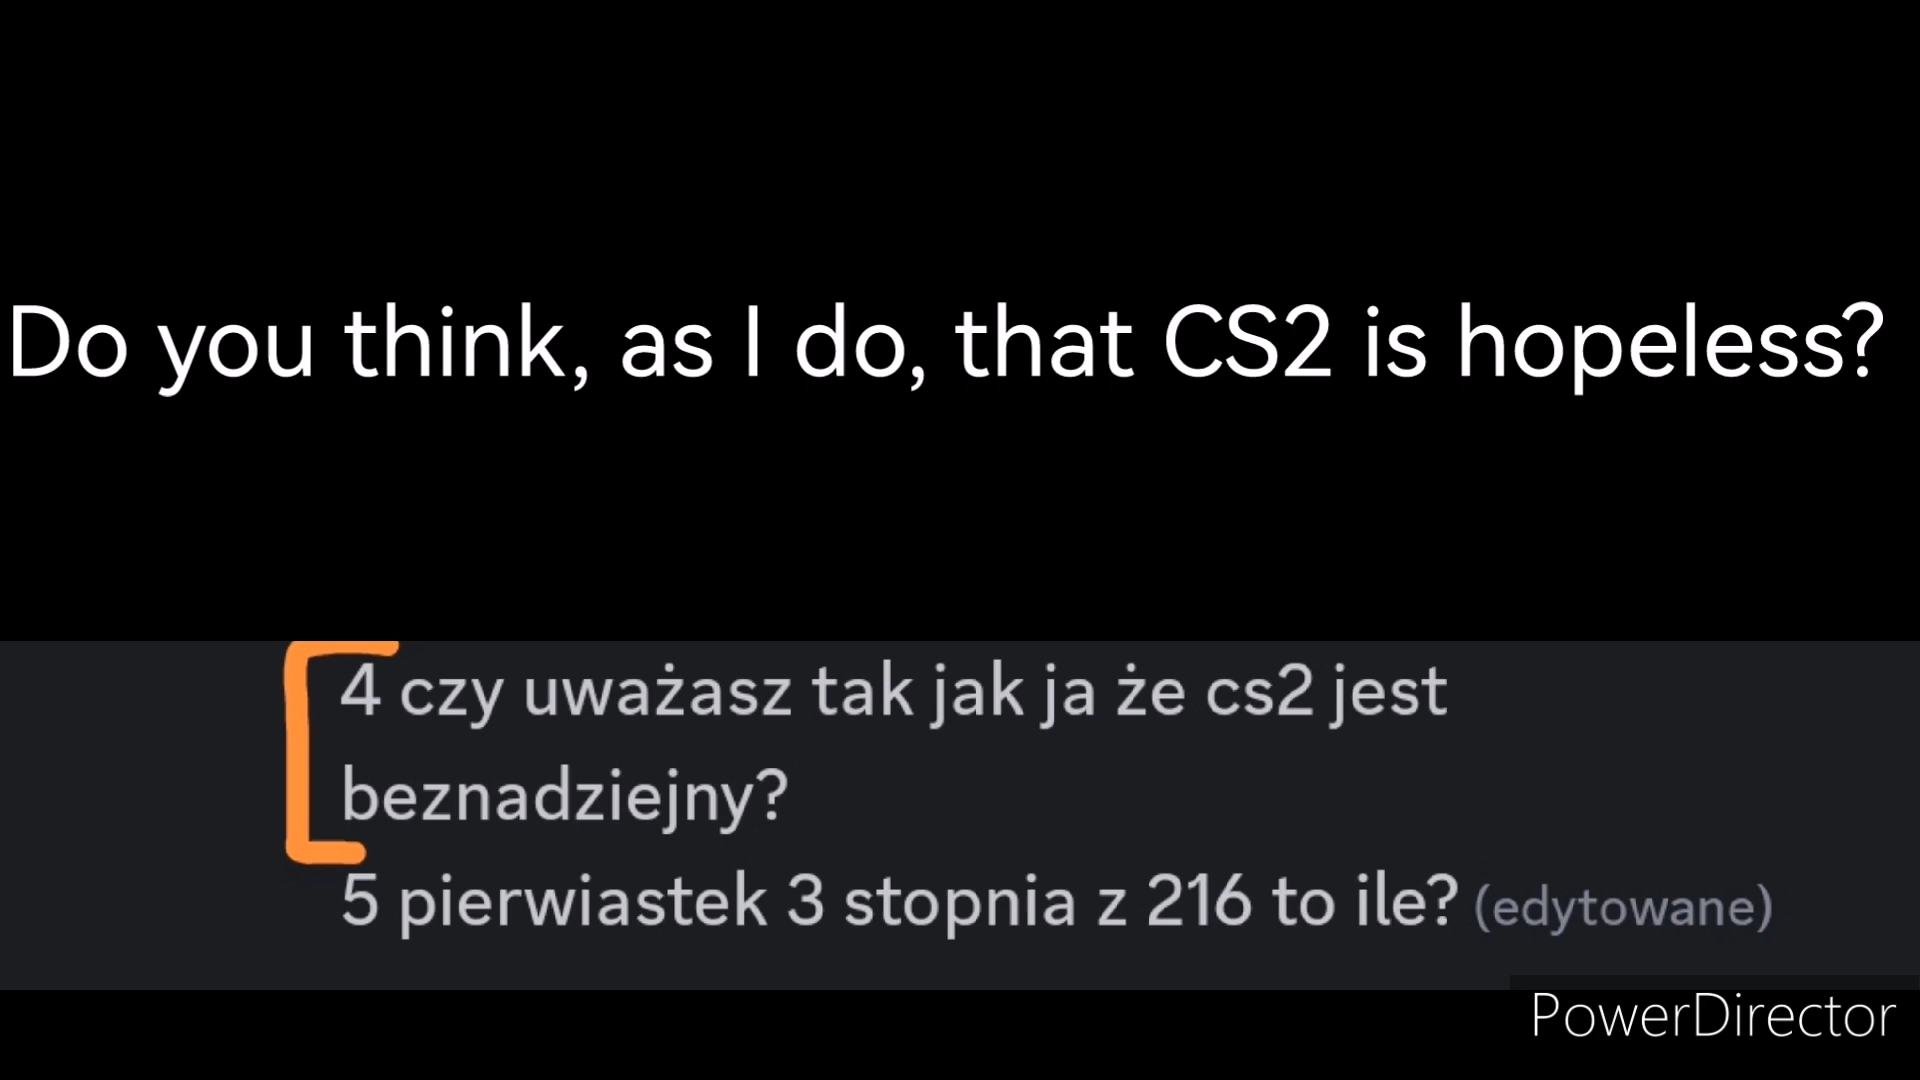 Do you think, as I do, that CS2 is hopeless?
4 czy uważasz tak jak ja że cs2 jest
beznadziejny?
5 pierwiastek 3 stopnia z 216 to ile? (edytowane)
PowerDirector